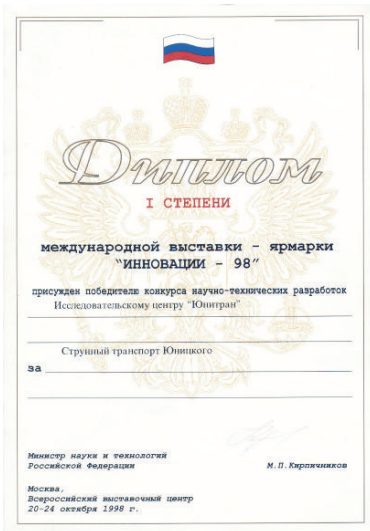 Диплом
I СТЕПЕНИ
международной выставки - ярмарки
"ИННОВАЦИИ - 98"
присужден победителю конкурса научно-технических разработок
Исследовательскому центру "Юнитран"
Струнный транспорт Юницкого
за
Министр науки и технологий
Российской Федерации
М.П.Кирпичников
Москва,
Всероссийский выставочный центр
20-24 октября 1998 г.